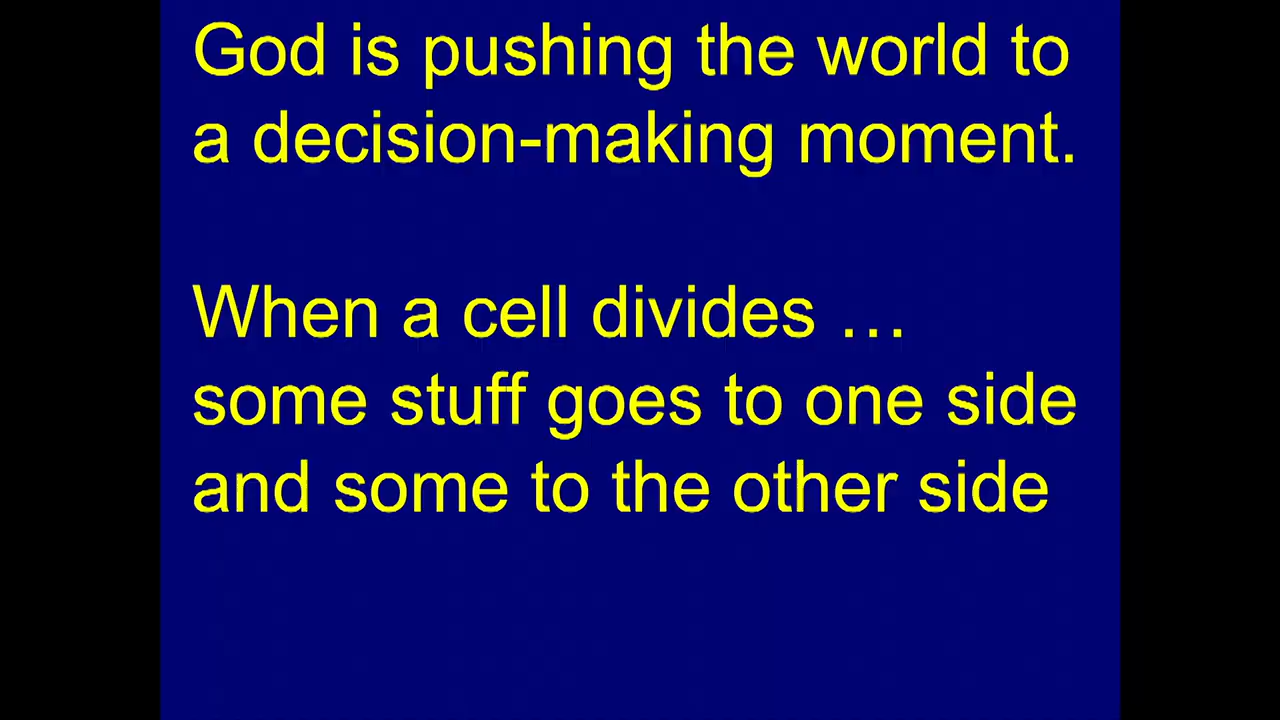 God is pushing the world to
a decision-making moment.
When a cell divides …
some stuff goes to one side
and some to the other side